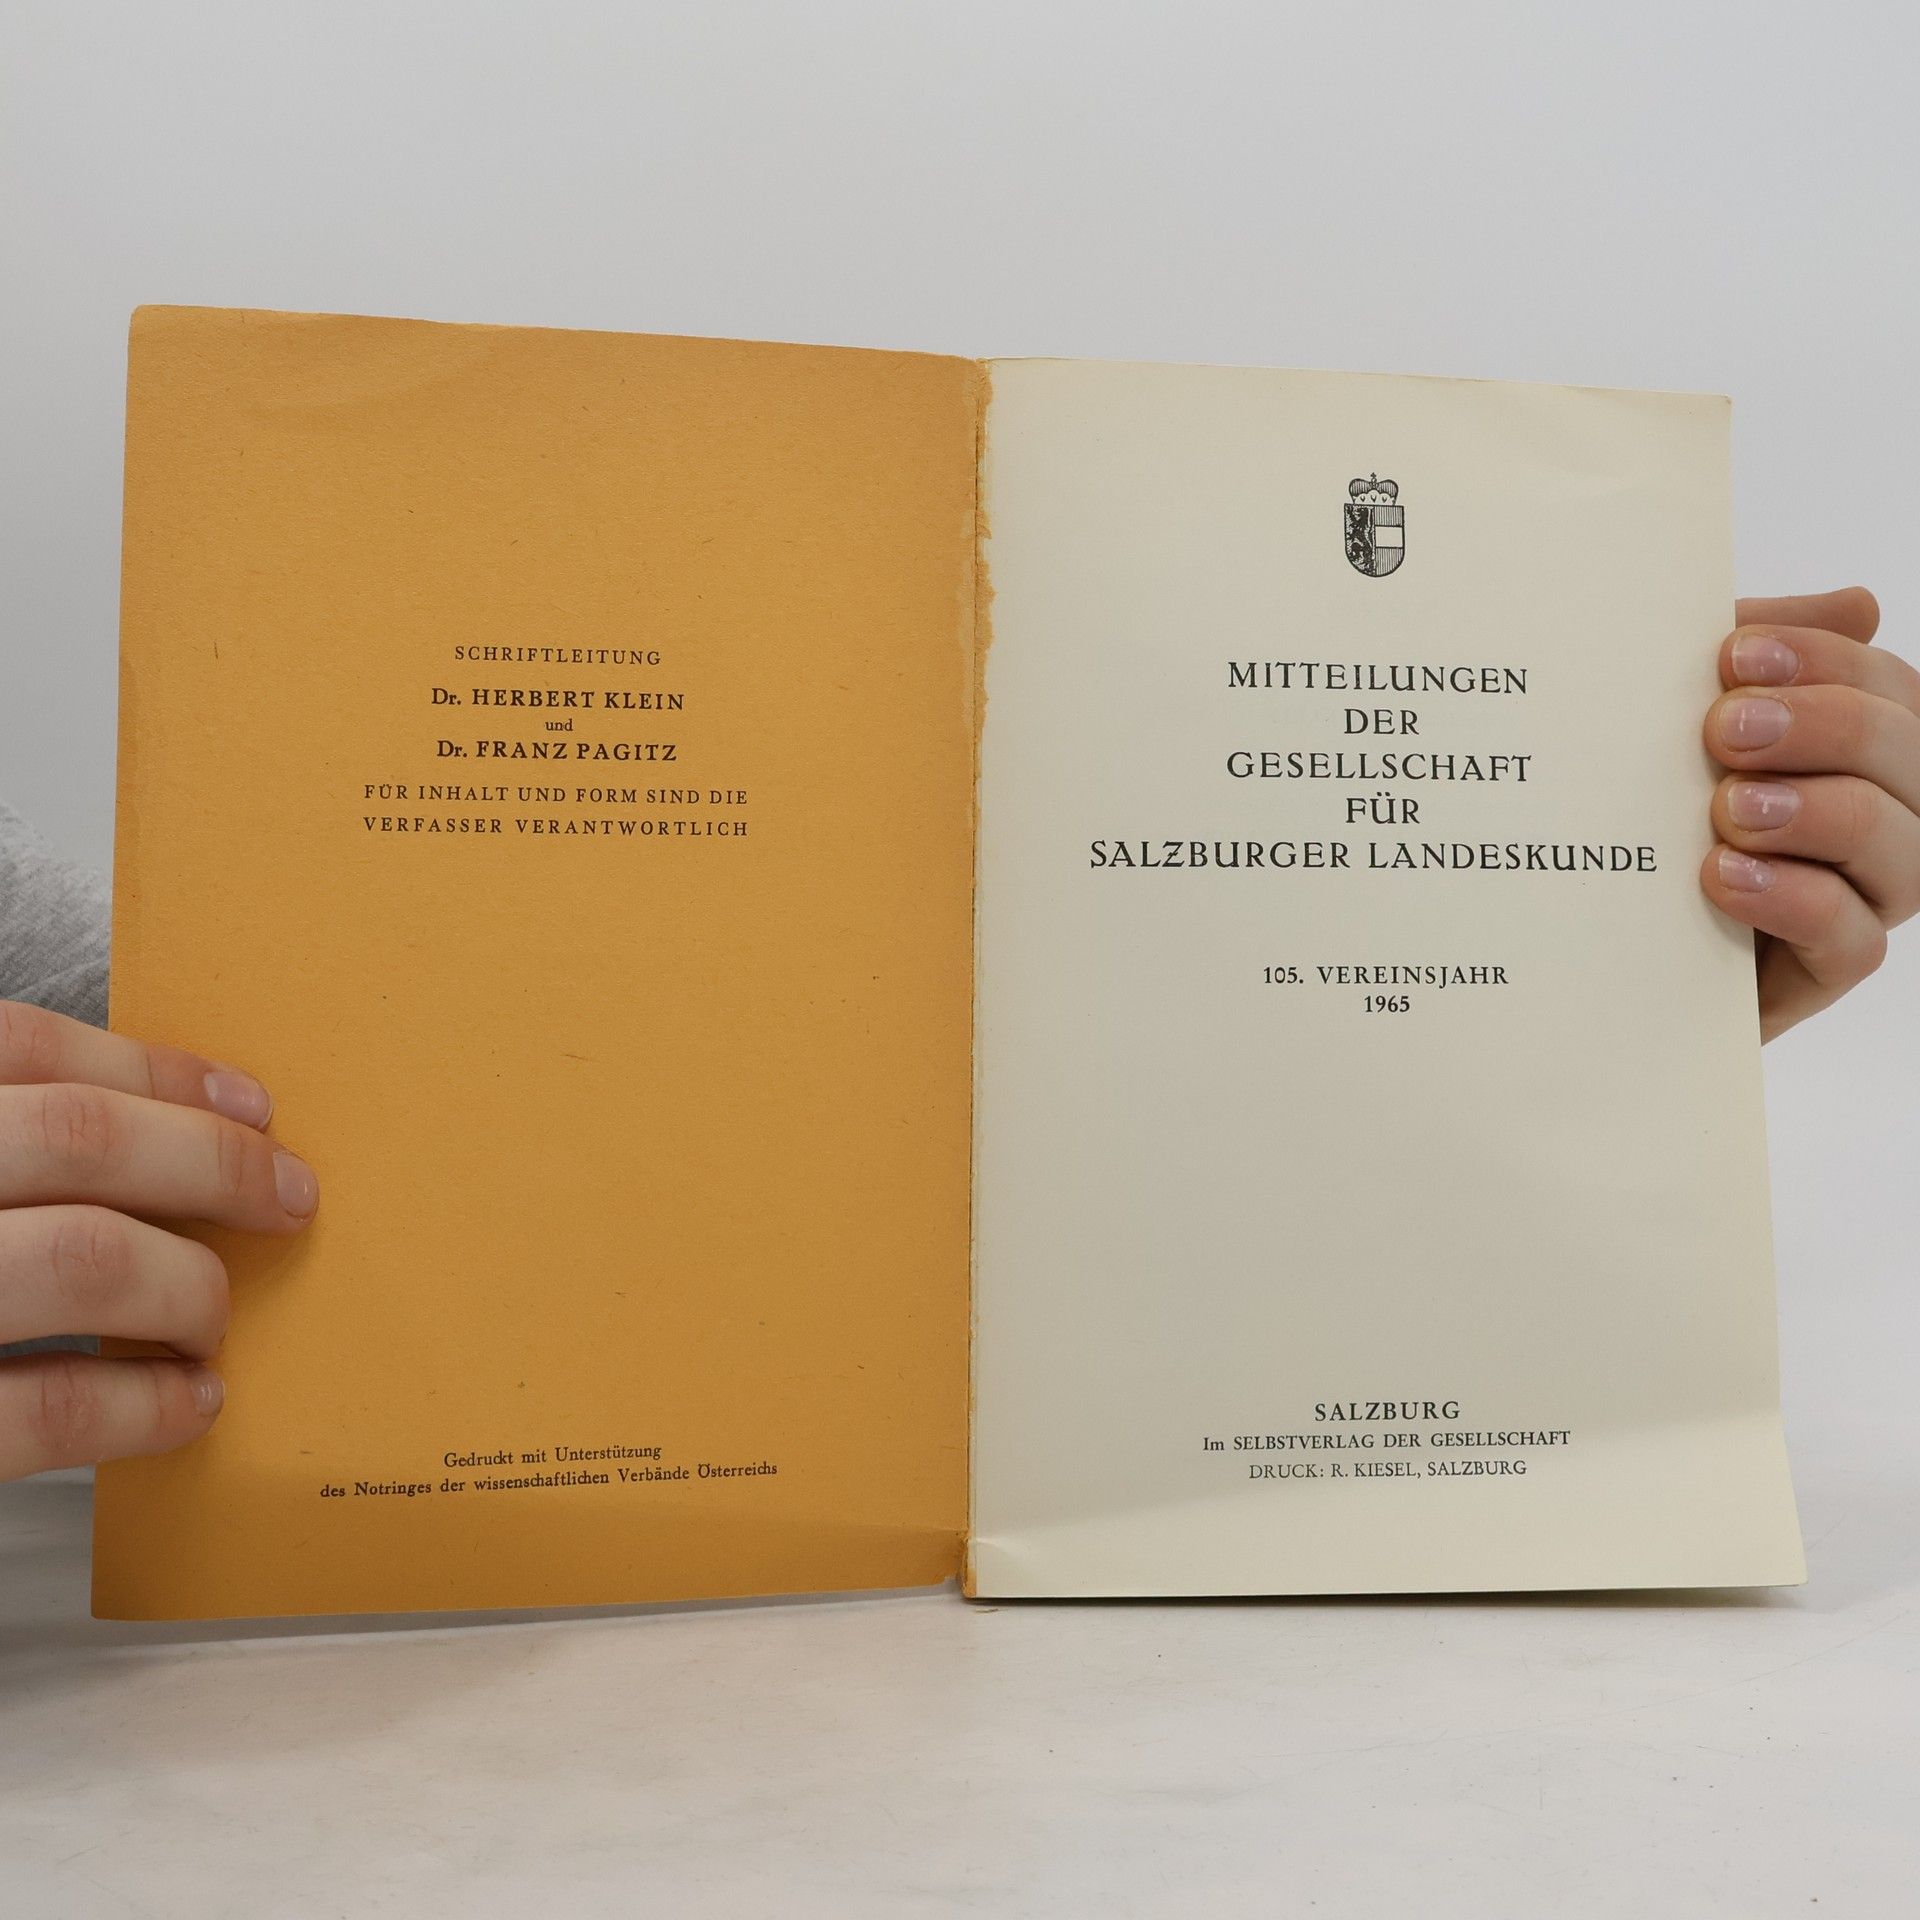 SCHRIFTLEITUNG
Dr. HERBERT KLEIN
und
Dr. FRANZ PAGITZ
FÜR INHALT UND FORM SIND DIE
VERFASSER VERANTWORTLICH
Gedruckt mit Unterstützung
des Notringes der wissenschaftlichen Verbände Österreichs
MITTEILUNGEN
DER
GESELLSCHAFT
FÜR
SALZBURGER LANDESKUNDE
105. VEREINSJAHR
1965
SALZBURG
Im SELBSTVERLAG DER GESELLSCHAFT
DRUCK: R. KIESEL, SALZBURG